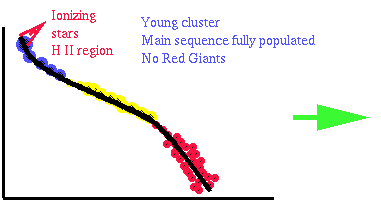 Ionizing
stars
H II region
Young cluster
Main sequence fully populated
No Red Giants